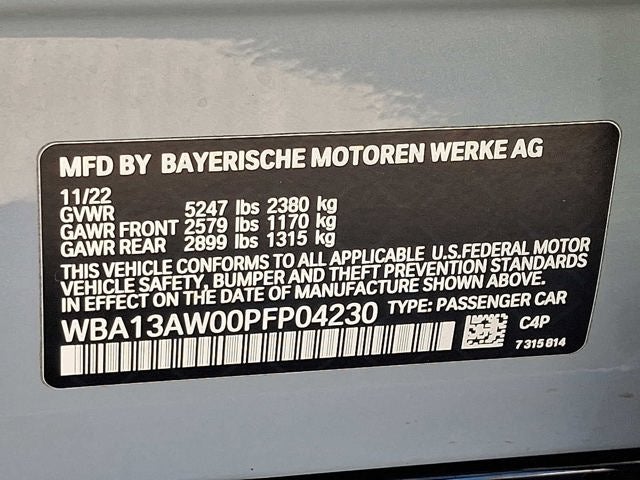 MFD BY BAYERISCHE MOTOREN WERKE AG
11/22
GVWR 5247 lbs 2380 kg
GAWR FRONT 2579 lbs 1170 kg
GAWR REAR 2899 lbs 1315 kg
THIS VEHICLE CONFORMS TO ALL APPLICABLE U.S.FEDERAL MOTOR
VEHICLE SAFETY, BUMPER AND THEFT PREVENTION STANDARDS
IN EFFECT ON THE DATE OF MANUFACTURE SHOWN ABOVE.
WBA13AW00PFP04230 TYPE: PASSENGER CAR
C4P
7 315 814